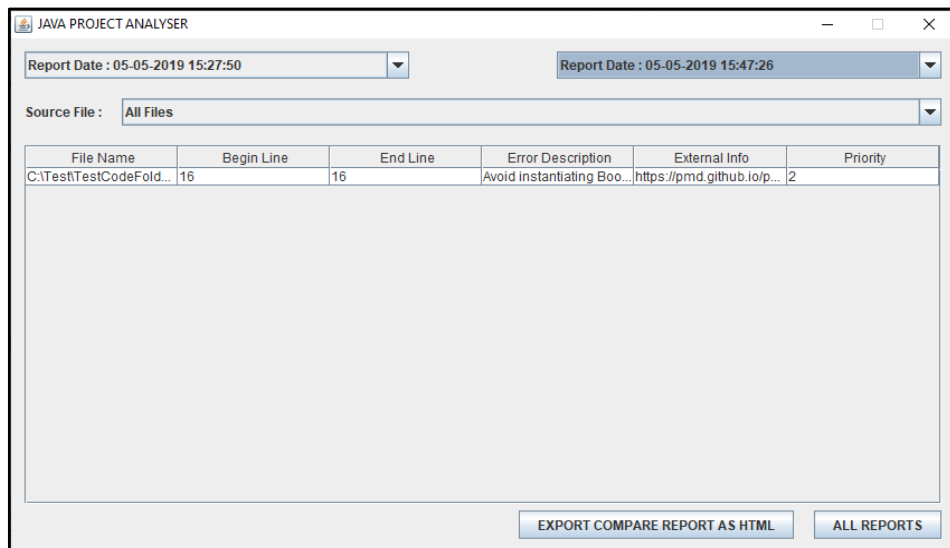 JAVA PROJECT ANALYSER
Report Date : 05-05-2019 15:27:50 Report Date : 05-05-2019 15:47:26
Source File : All Files
File Name Begin Line End Line Error Description External Info Priority
C:\Test\TestCodeFold... 16 16 Avoid instantiating Boo... https://pmd.github.io/p... 2
EXPORT COMPARE REPORT AS HTML ALL REPORTS